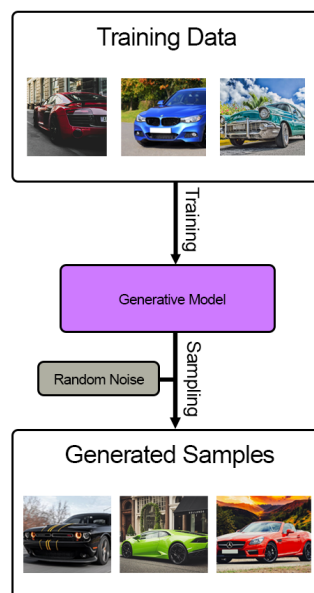 Training Data
Training
Generative Model
Sampling
Random Noise
Generated Samples